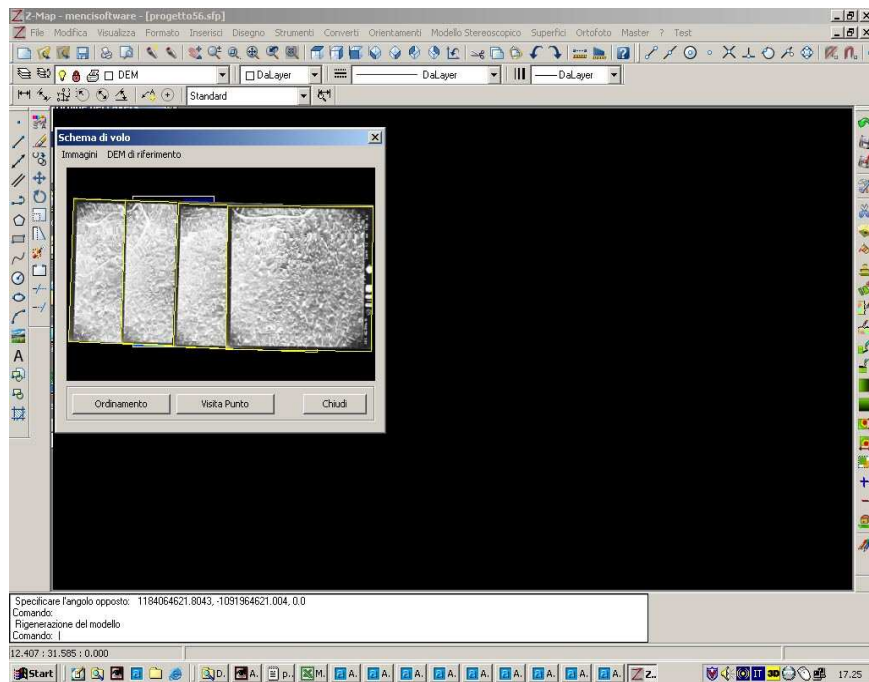 Z-Map - mencisoftware - [progetto56.sfp]
File Modifica Visualizza Formato Inserisci Disegno Strumenti Converti Orientamenti Modello Stereoscopico Superfici Ortofoto Master ? Test
DEM DaLayer DaLayer DaLayer
Standard
Schema di volo
Immagini DEM di riferimento
Ordinamento Visita Punto Chiudi
A
Specificare l'angolo opposto: 1184064621.8043, -1091964621.004, 0.0
Comando:
Rigenerazione del modello
Comando:
12.407 : 31.585 : 0.000
Start D. A. p.. M. A. A. A. A. A. A. A. A. A. Z.. IT 3D 17.25